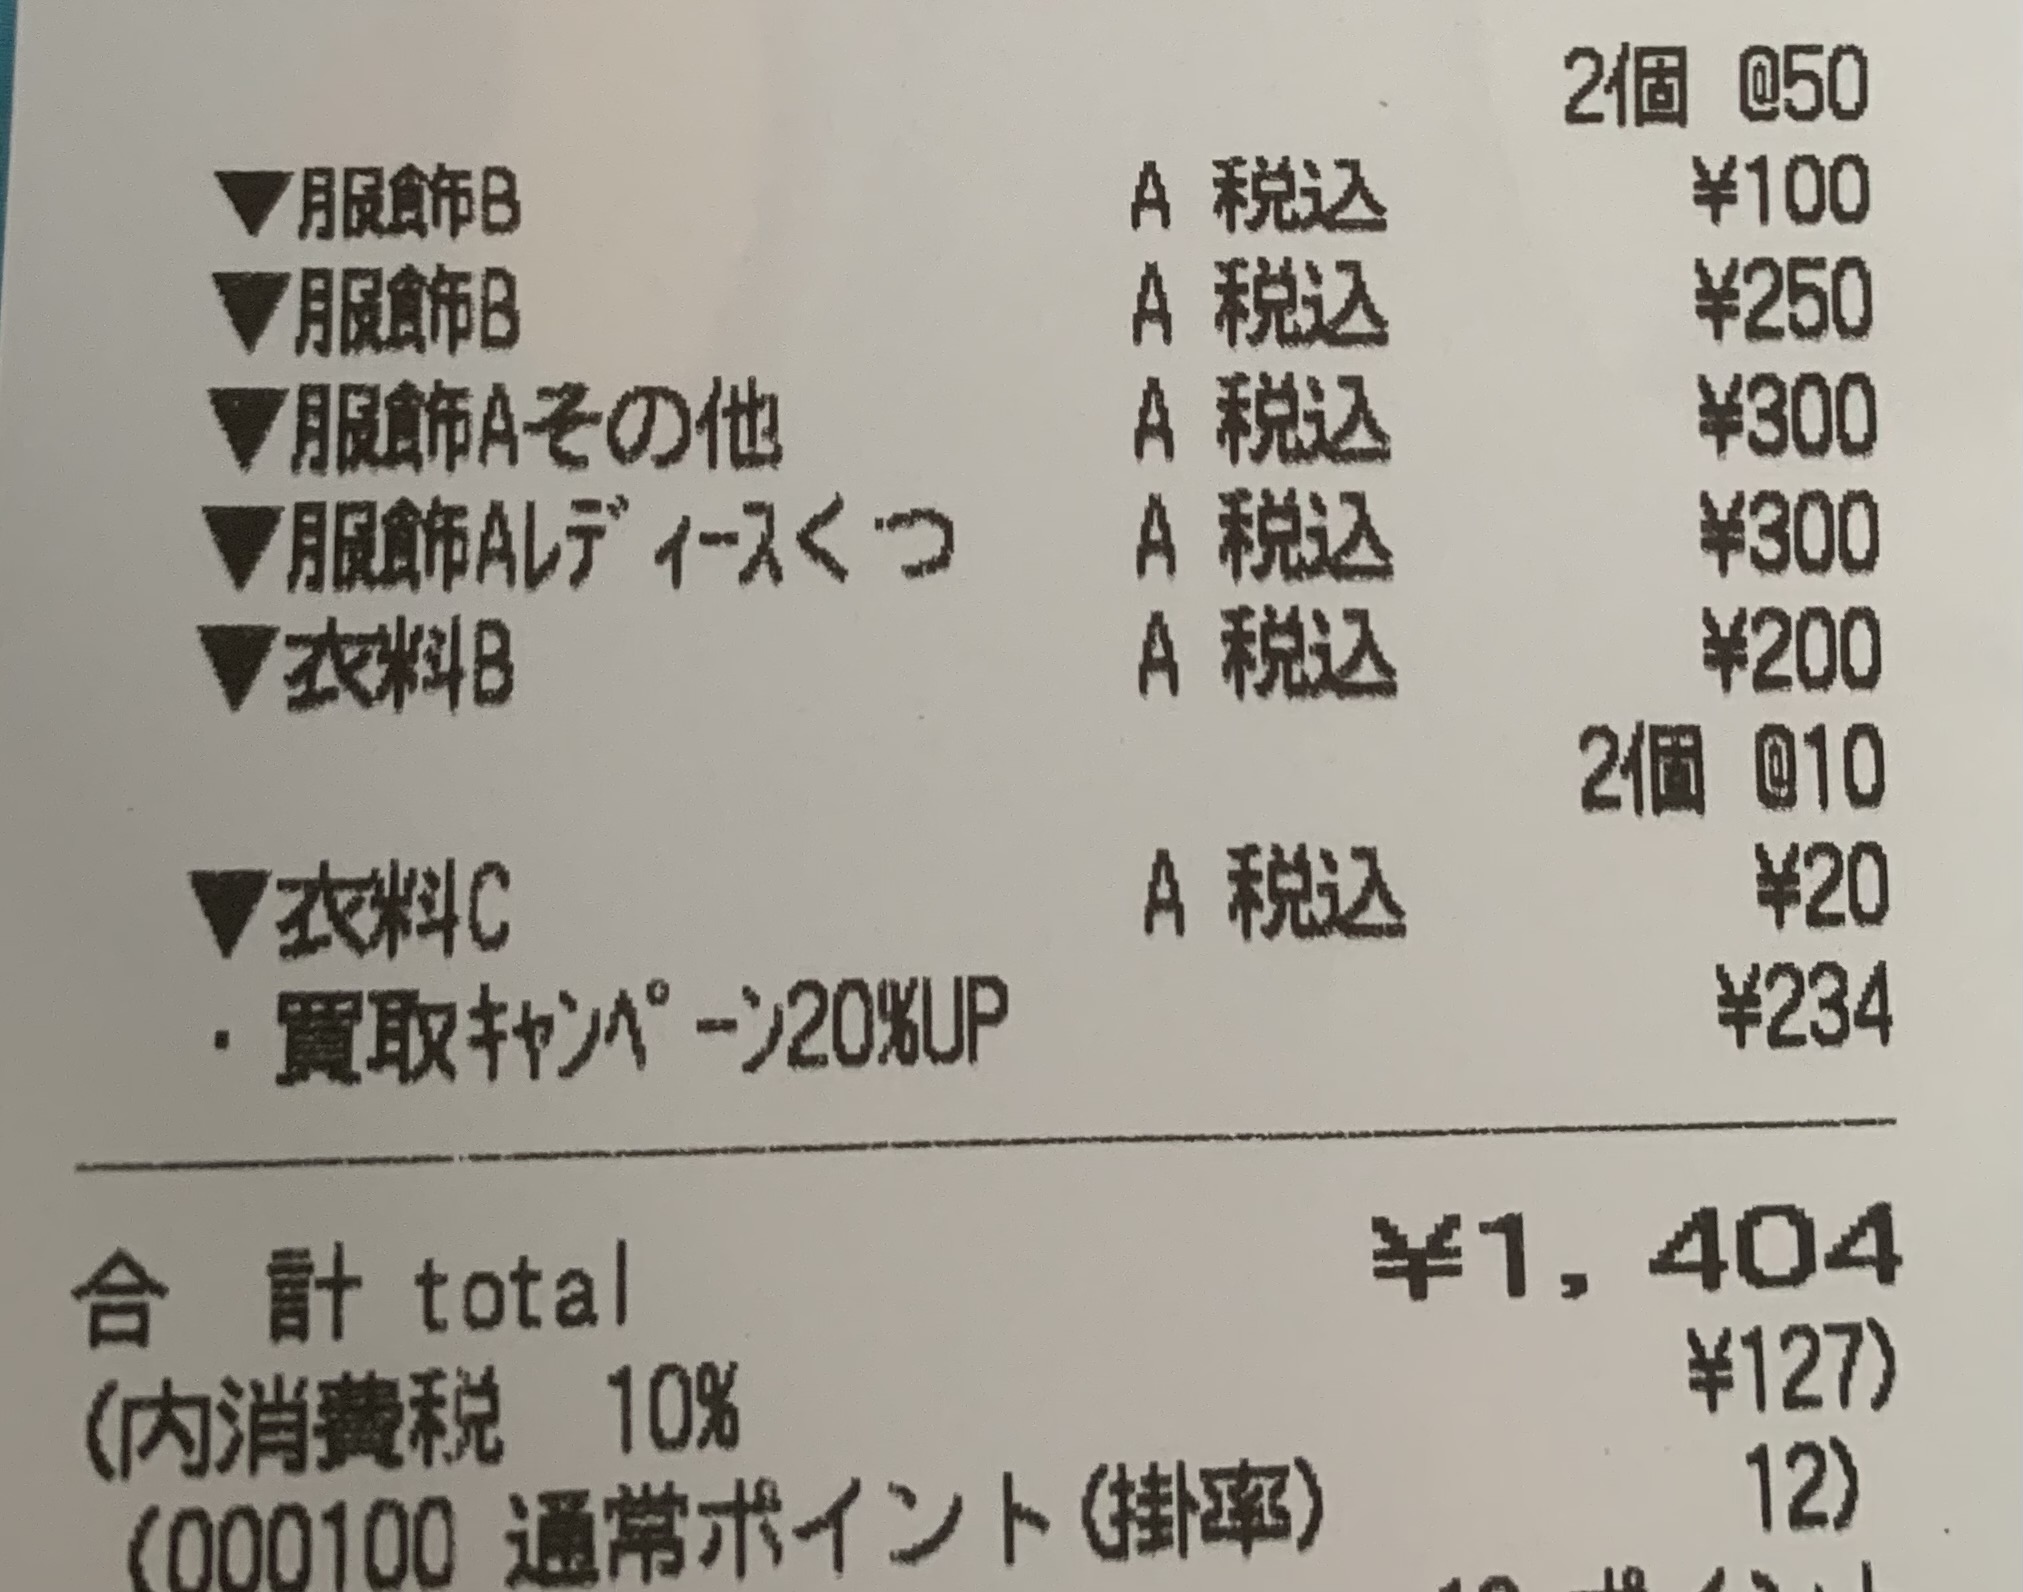 2個 @50
▼服飾B A 税込 ¥100
▼服飾B A 税込 ¥250
▼服飾Aその他 A 税込 ¥300
▼服飾Aレディースくつ A 税込 ¥300
▼衣料B A 税込 ¥200
2個 @10
▼衣料C A 税込 ¥20
・買取キャンペーン20%UP ¥234
合 計 total ¥1,404
(内消費税 10% ¥127)
(000100 通常ポイント(掛率) 12)